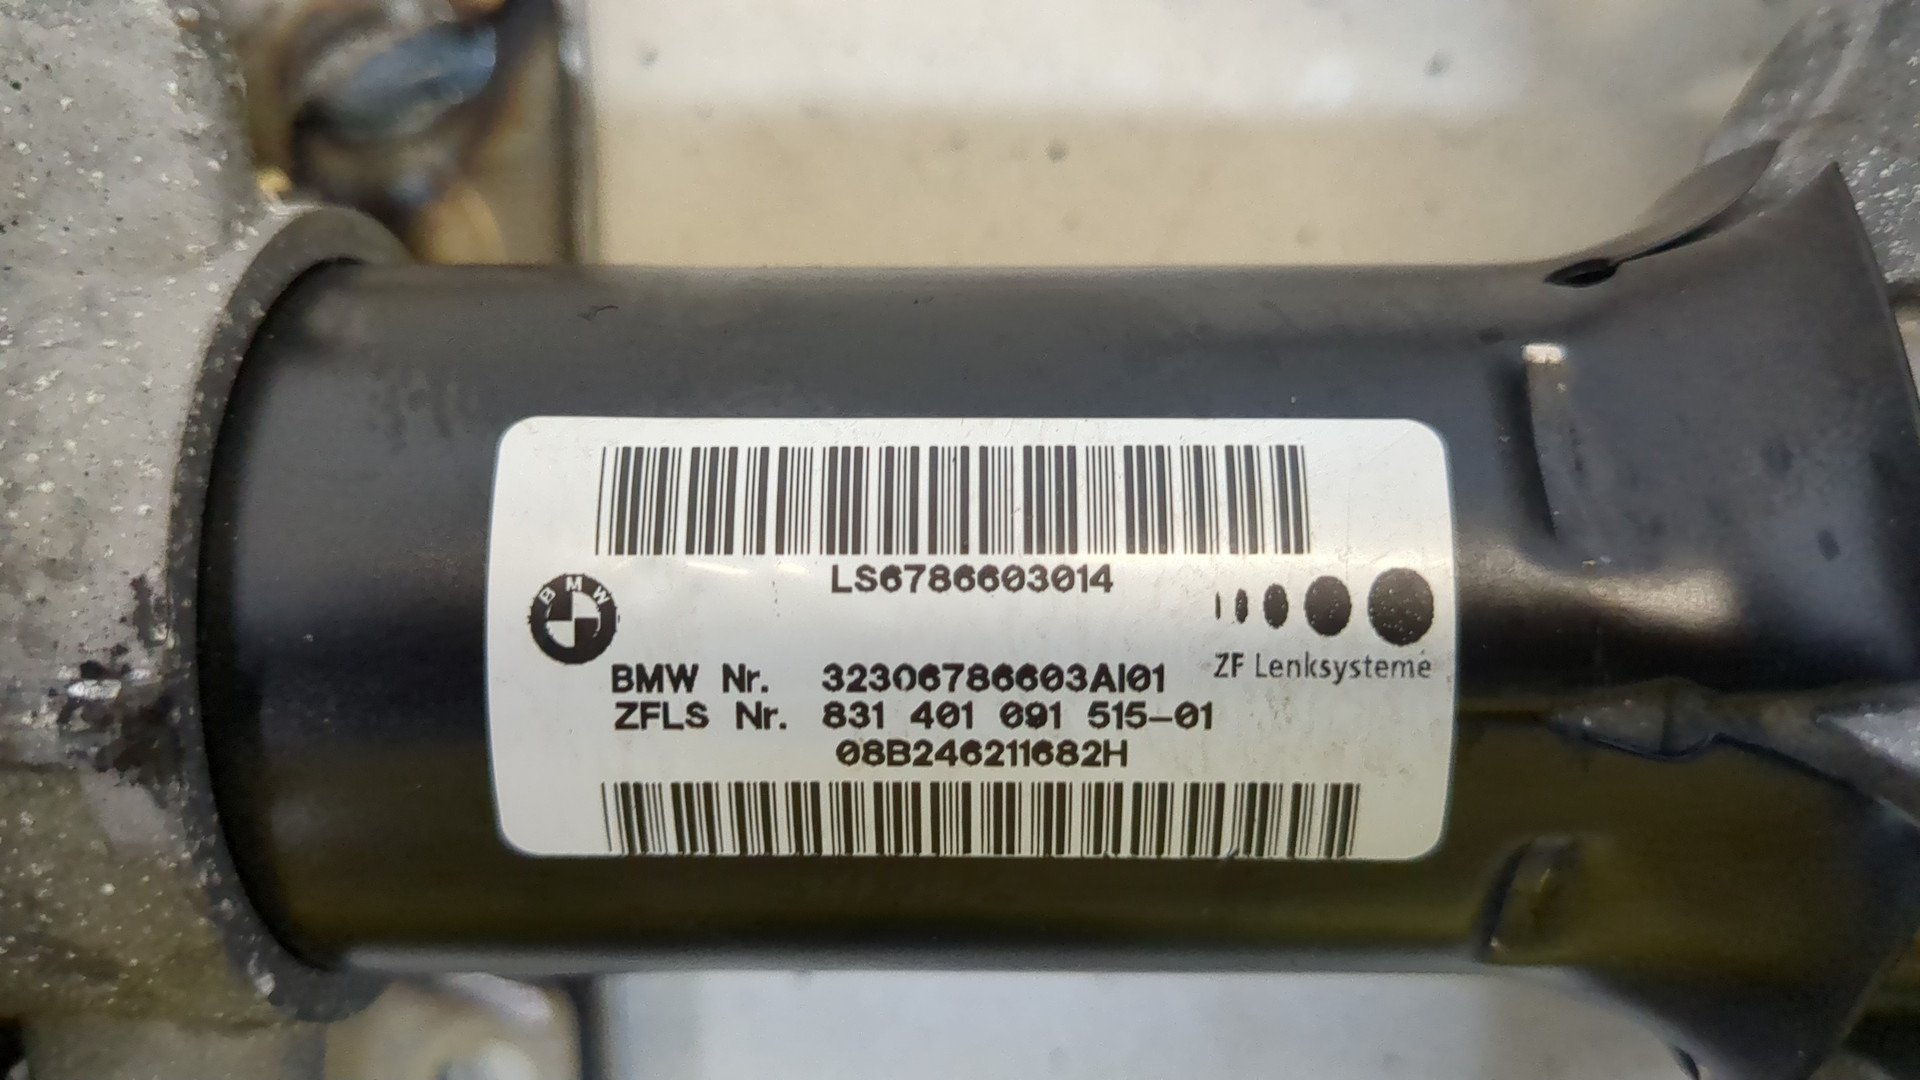 LS6786603014
BMW
BMW Nr. 32306786603AI01
ZF Lenksysteme
ZFLS Nr. 831 401 091 515-01
08B246211682H